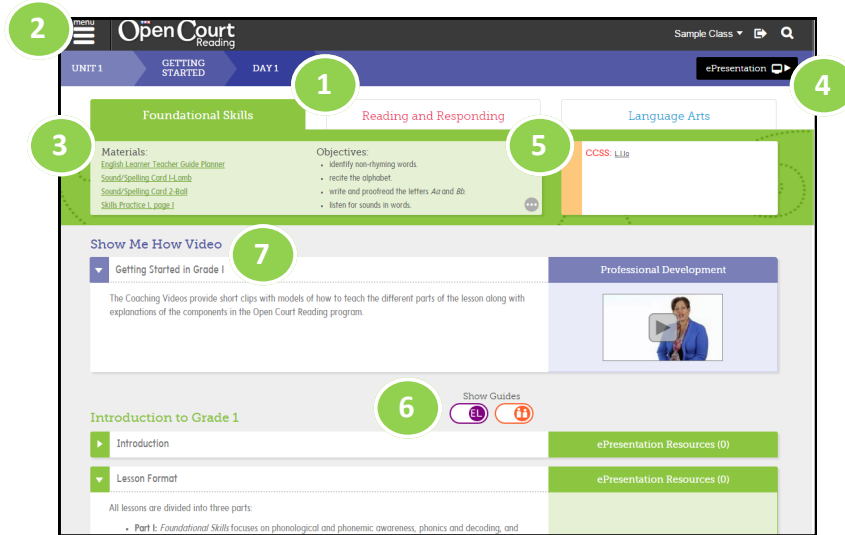 2
menu
Open Court
Reading
Sample Class
UNIT 1
GETTING
STARTED
DAY 1
ePresentation
1
4
Foundational Skills
Reading and Responding
Language Arts
3
5
Materials:
English Learner Teacher Guide Planner
Sound/Spelling Card 1-Lamb
Sound/Spelling Card 2-Ball
Skills Practice 1, page 1
Objectives:
• identify non-rhyming words.
• recite the alphabet.
• write and proofread the letters Aa and Bb.
• listen for sounds in words.
CCSS: L.1.1a
Show Me How Video
7
Getting Started in Grade 1
Professional Development
The Coaching Videos provide short clips with models of how to teach the different parts of the lesson along with
explanations of the components in the Open Court Reading program.
6
Show Guides
EL
Introduction to Grade 1
Introduction
ePresentation Resources (0)
Lesson Format
ePresentation Resources (0)
All lessons are divided into three parts:
• Part 1: Foundational Skills focuses on phonological and phonemic awareness, phonics and decoding, and